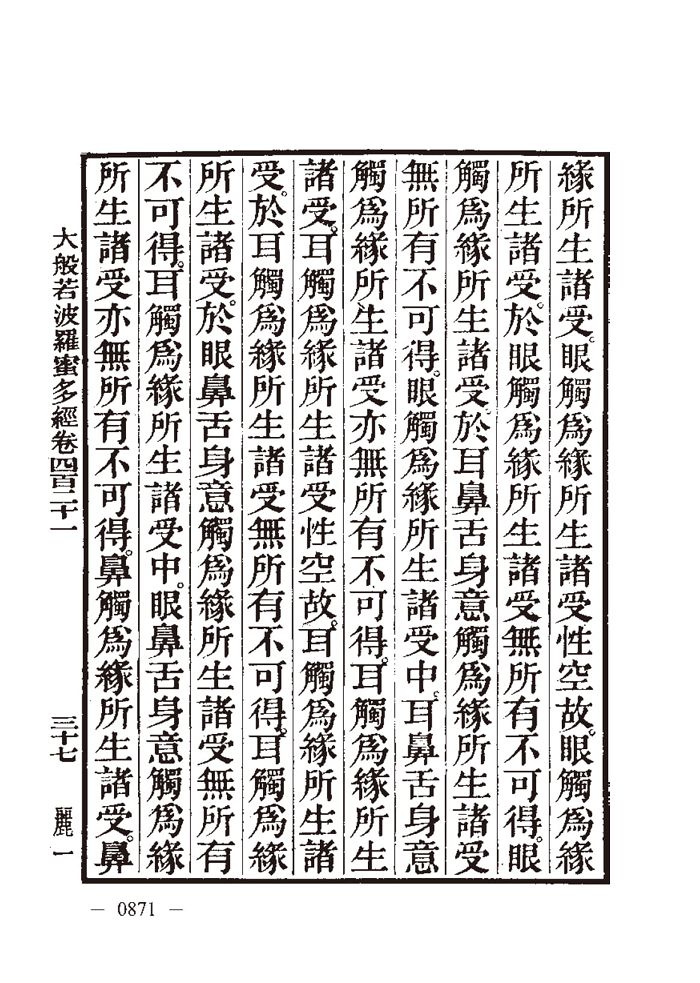 緣所生諸受。眼觸爲緣所生諸受性空故。眼觸爲緣
所生諸受。於眼觸爲緣所生諸受無所有不可得。眼
觸爲緣所生諸受。於耳鼻舌身意觸爲緣所生諸受
無所有不可得。眼觸爲緣所生諸受中。耳鼻舌身意
觸爲緣所生諸受亦無所有不可得。耳觸爲緣所生
諸受。耳觸爲緣所生諸受性空故。耳觸爲緣所生諸
受。於耳觸爲緣所生諸受無所有不可得。耳觸爲緣
所生諸受。於眼鼻舌身意觸爲緣所生諸受無所有
不可得。耳觸爲緣所生諸受中。眼鼻舌身意觸爲緣
所生諸受亦無所有不可得。鼻觸爲緣所生諸受。鼻
大般若波羅蜜多經卷四百二十一 三十七 麗一
— 0871 —